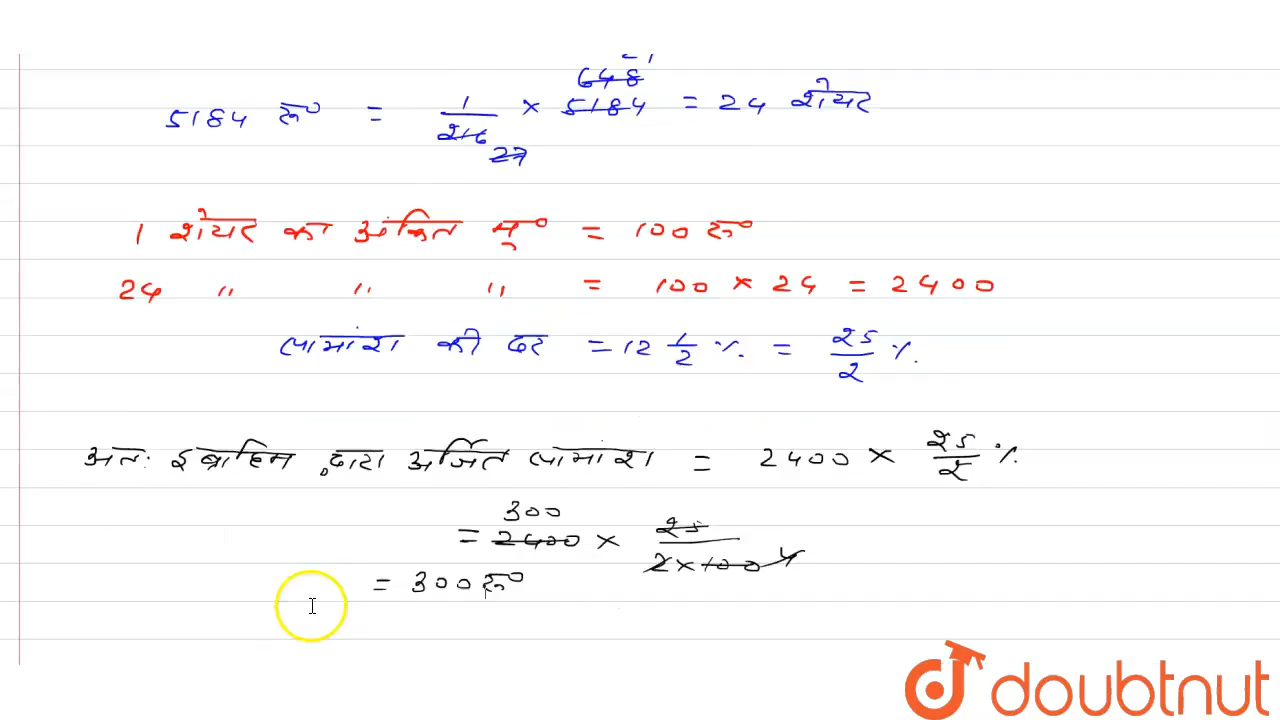 648
5184 रू० = 1/216 × 5184 = 24 शेयर
27
1 शेयर का अंकित मू० = 100 रू०
24 " " " = 100 × 24 = 2400
लाभांश की दर = 12 1/2 % = 25/2 %
अतः इब्राहिम द्वारा अर्जित लाभांश = 2400 × 25/2 %
300
= 2400 × 25/2×100 4
= 300 रू०
doubtnut